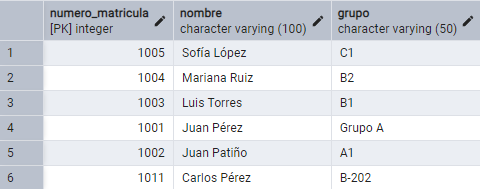 numero_matricula nombre grupo
[PK] integer character varying (100) character varying (50)
1 1005 Sofía López C1
2 1004 Mariana Ruiz B2
3 1003 Luis Torres B1
4 1001 Juan Pérez Grupo A
5 1002 Juan Patiño A1
6 1011 Carlos Pérez B-202